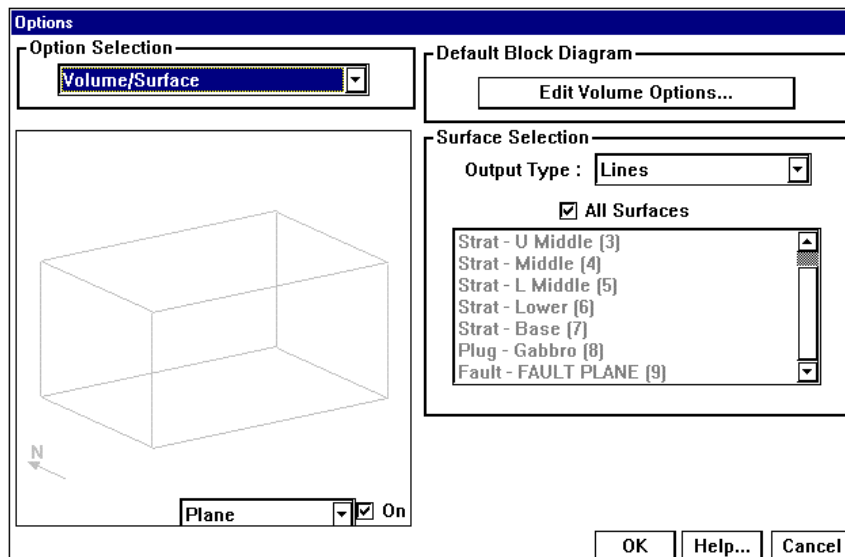 Options
Option Selection
Volume/Surface
Default Block Diagram
Edit Volume Options...
Surface Selection
Output Type : Lines
All Surfaces
Strat - U Middle (3)
Strat - Middle (4)
Strat - L Middle (5)
Strat - Lower (6)
Strat - Base (7)
Plug - Gabbro (8)
Fault - FAULT PLANE (9)
N
Plane
On
OK Help... Cancel